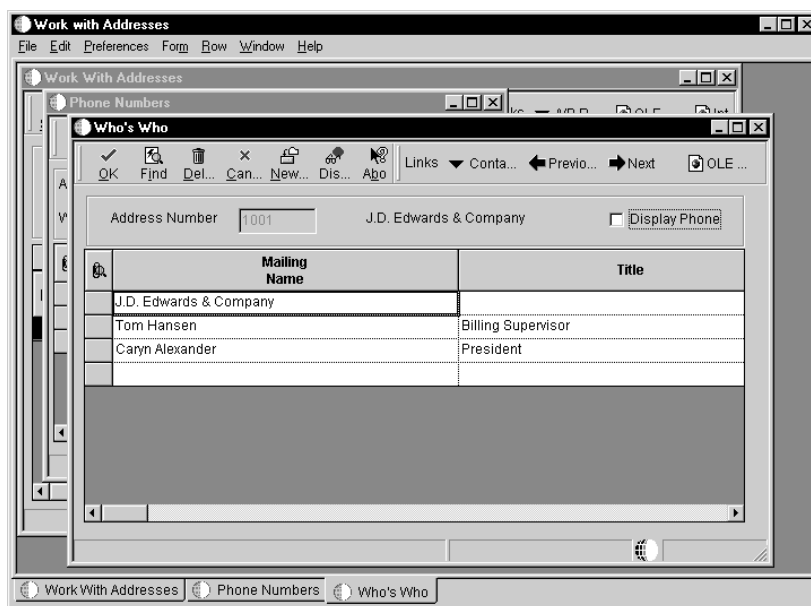 Work with Addresses
File Edit Preferences Form Row Window Help
Work With Addresses
Phone Numbers
OLE
Int
Who's Who
OK Find Del... Can... New... Dis... Abo Links Conta... Previo... Next OLE ...
Address Number 1001 J.D. Edwards & Company Display Phone
Mailing Name Title
J.D. Edwards & Company
Tom Hansen Billing Supervisor
Caryn Alexander President
Work With Addresses Phone Numbers Who's Who